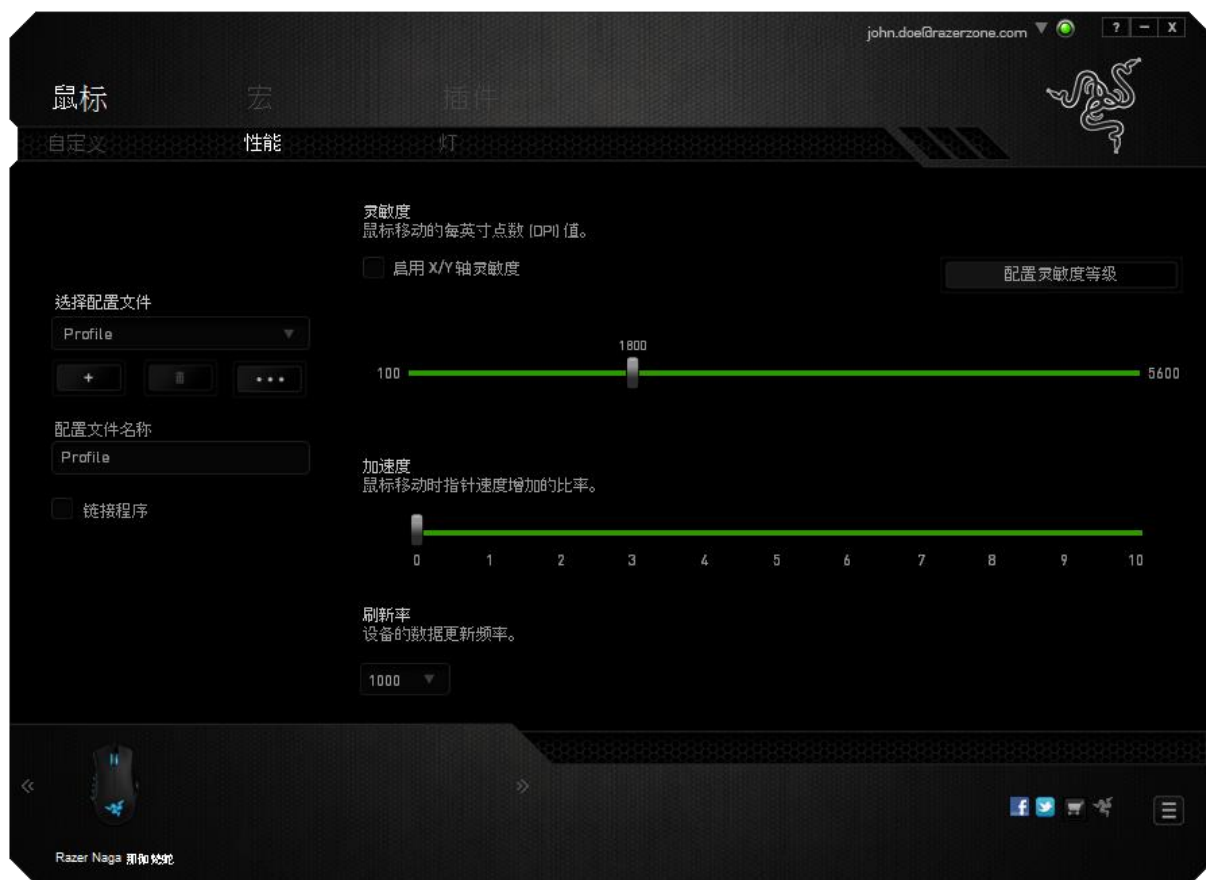 john.doe@razerzone.com
? – X
鼠标 宏 插件
自定义 性能 灯
灵敏度
鼠标移动的每英寸点数 (DPI) 值。
启用 X/Y 轴灵敏度
配置灵敏度等级
选择配置文件
Profile
+ •••
1800
100 5600
配置文件名称
Profile
链接程序
加速度
鼠标移动时指针速度增加的比率。
0 1 2 3 4 5 6 7 8 9 10
刷新率
设备的数据更新频率。
1000
Razer Naga 那伽梵蛇